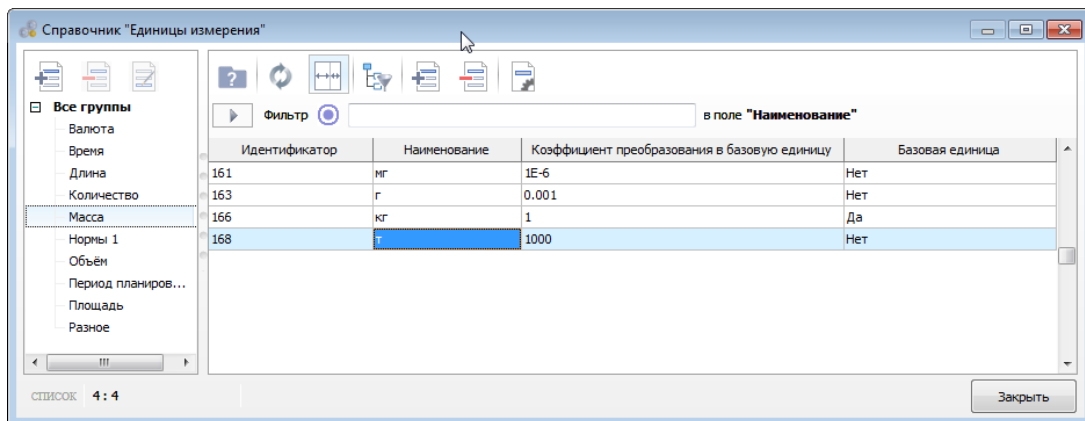 Справочник "Единицы измерения"
Все группы
Валюта
Время
Длина
Количество
Масса
Нормы 1
Объём
Период планиров...
Площадь
Разное
Фильтр в поле "Наименование"
Идентификатор Наименование Коэффициент преобразования в базовую единицу Базовая единица
161 мг 1E-6 Нет
163 г 0.001 Нет
166 кг 1 Да
168 т 1000 Нет
СПИСОК 4:4
Закрыть